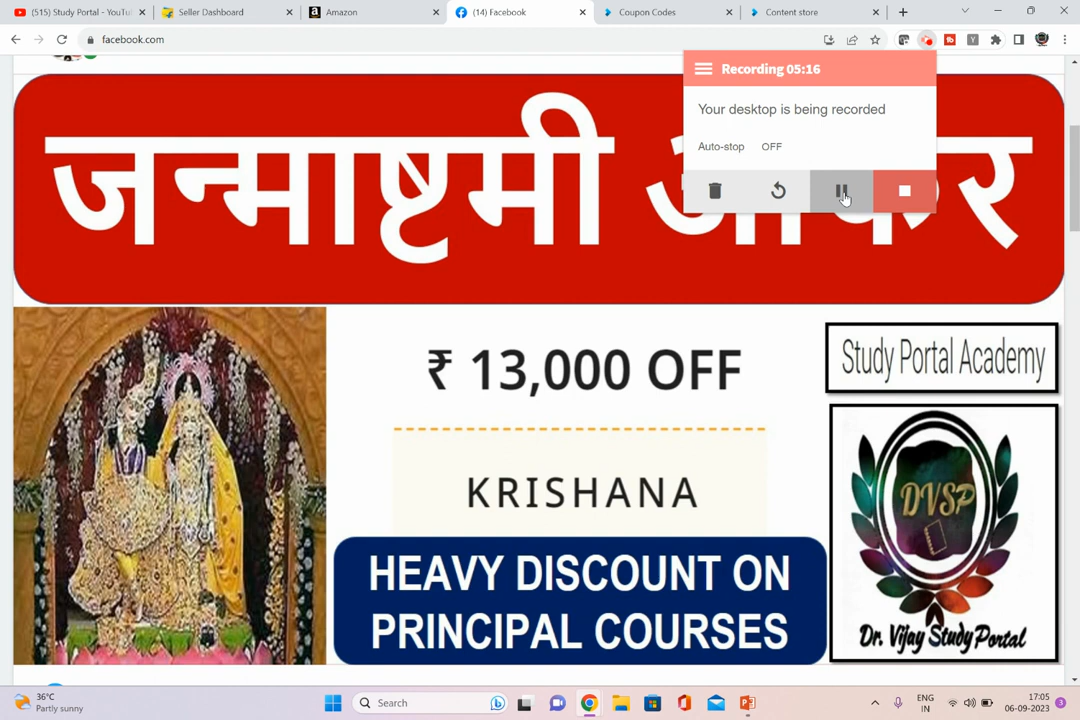 (515) Study Portal - YouTu
Seller Dashboard
Amazon
(14) Facebook
Coupon Codes
Content store
facebook.com
Recording 05:16
Your desktop is being recorded
Auto-stop OFF
जन्माष्टमी
₹ 13,000 OFF
KRISHANA
HEAVY DISCOUNT ON
PRINCIPAL COURSES
Study Portal Academy
DVSP
Dr. Vijay StudyPortal
36°C
Partly sunny
Search
ENG
IN
17:05
06-09-2023
3